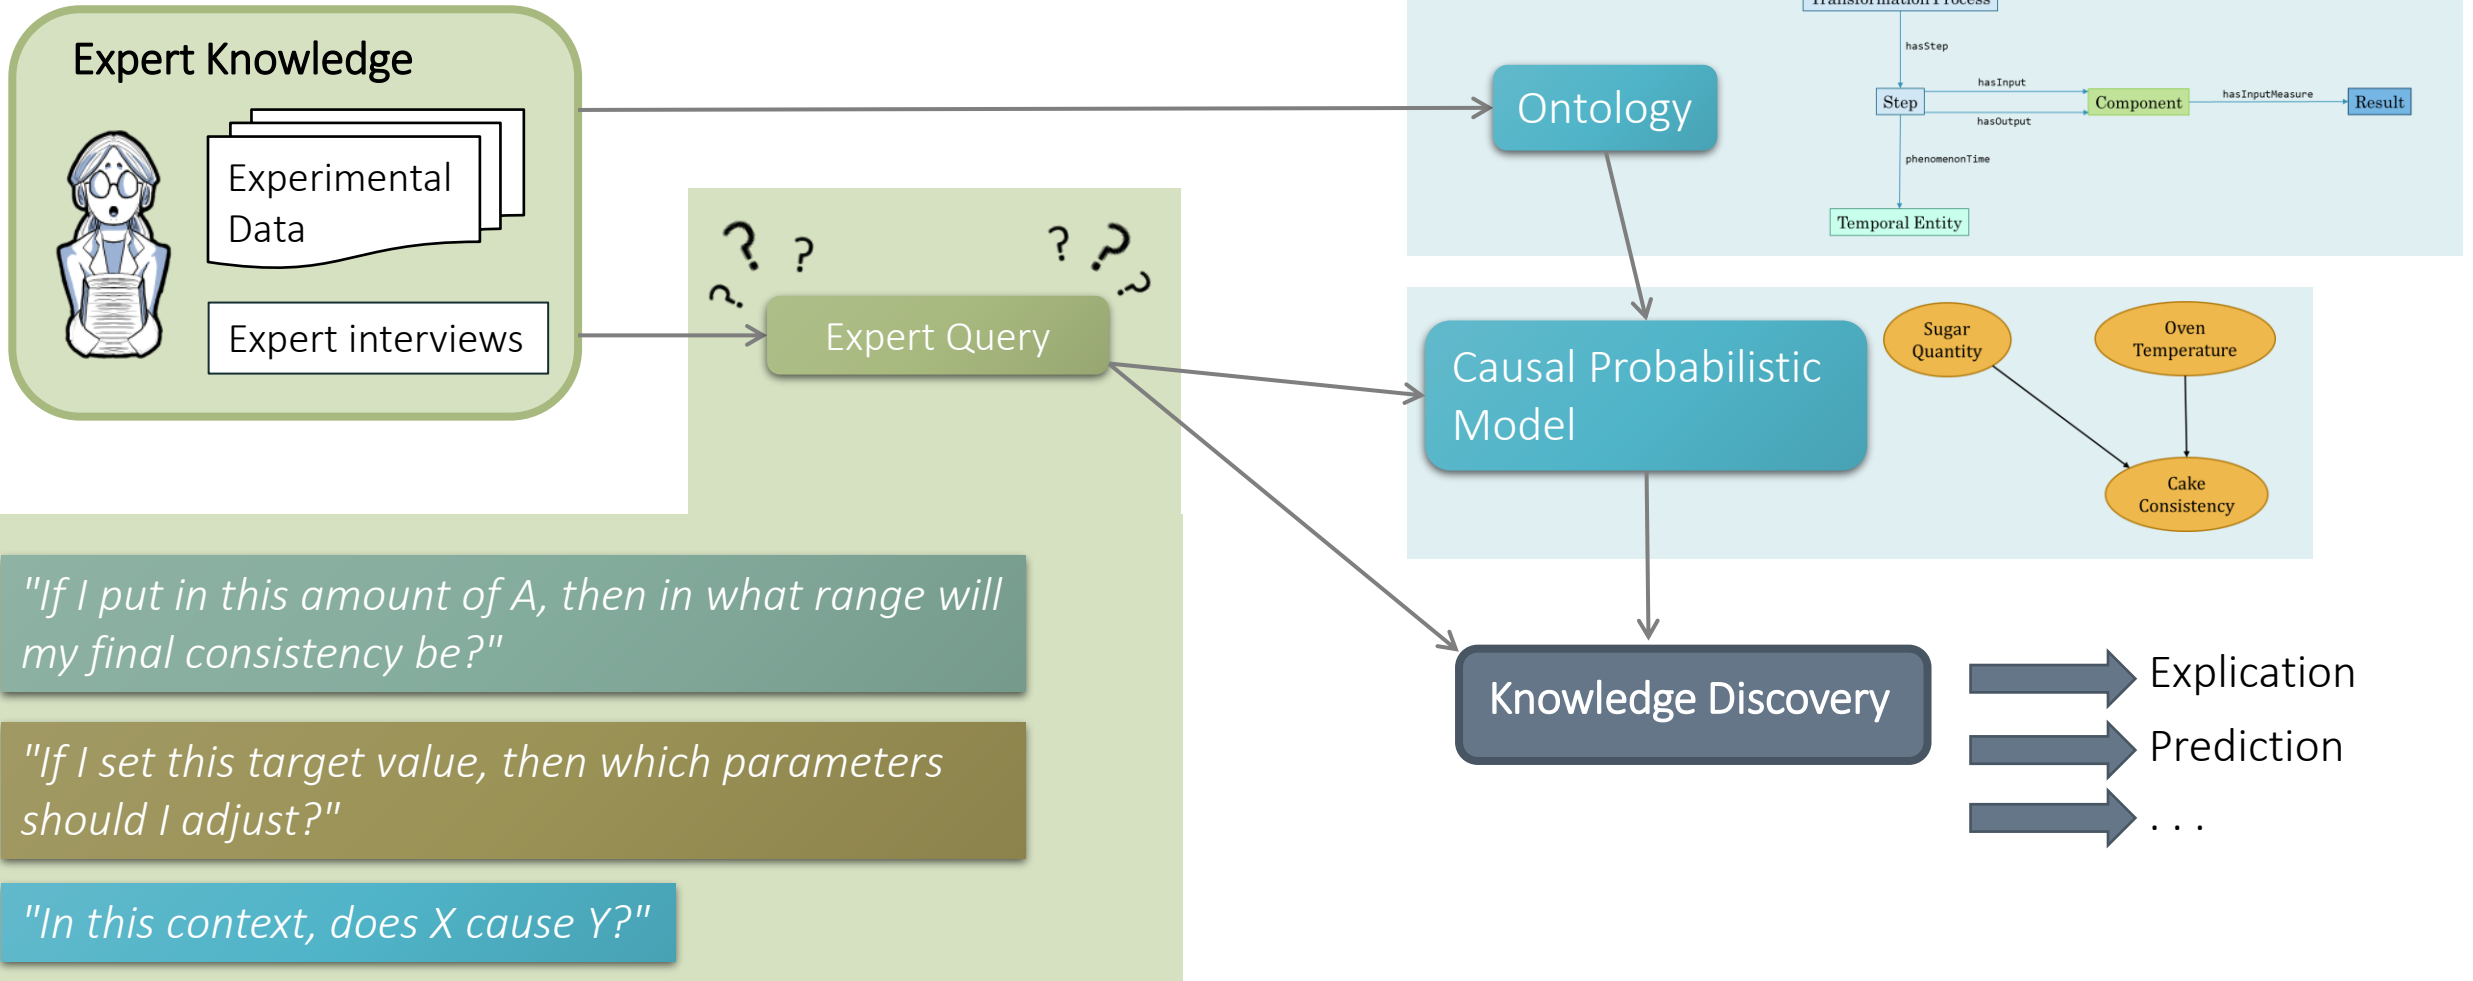 Expert Knowledge
Experimental
Data
Expert interviews
? ? ? ? ? ?
Expert Query
"If I put in this amount of A, then in what range will
my final consistency be?"
"If I set this target value, then which parameters
should I adjust?"
"In this context, does X cause Y?"
Ontology
Transformation Process
hasStep
Step
hasInput
hasOutput
Component
hasInputMeasure
Result
phenomenonTime
Temporal Entity
Causal Probabilistic
Model
Sugar
Quantity
Oven
Temperature
Cake
Consistency
Knowledge Discovery
Explication
Prediction
. . .